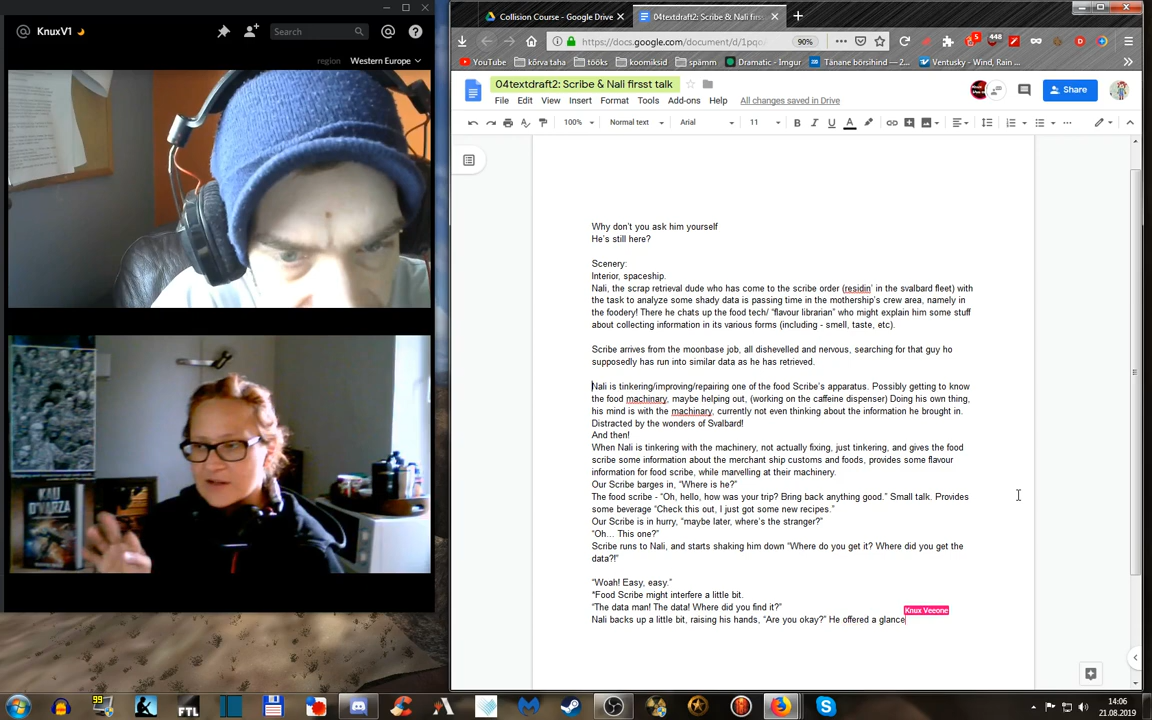 KnuxV1
Search
region
Western Europe
KALI
D'VARZA
Collision Course - Google Drive
04textdraft2: Scribe & Nali firs
https://docs.google.com/document/d/1pqo
90%
5
448
YouTube
kõrva taha
tööks
koomiksid
spämm
Dramatic - Imgur
Tänane börsihind — 2...
Ventusky - Wind, Rain ...
04textdraft2: Scribe & Nali firsst talk
File Edit View Insert Format Tools Add-ons Help
All changes saved in Drive
Share
100%
Normal text
Arial
11
Why don't you ask him yourself
He's still here?
Scenery:
Interior, spaceship.
Nali, the scrap retrieval dude who has come to the scribe order (residin' in the svalbard fleet) with
the task to analyze some shady data is passing time in the mothership's crew area, namely in
the foodery! There he chats up the food tech/ “flavour librarian” who might explain him some stuff
about collecting information in its various forms (including - smell, taste, etc).
Scribe arrives from the moonbase job, all dishevelled and nervous, searching for that guy ho
supposedly has run into similar data as he has retrieved.
Nali is tinkering/improving/repairing one of the food Scribe's apparatus. Possibly getting to know
the food machinary, maybe helping out, (working on the caffeine dispenser) Doing his own thing,
his mind is with the machinary, currently not even thinking about the information he brought in.
Distracted by the wonders of Svalbard!
And then!
When Nali is tinkering with the machinery, not actually fixing, just tinkering, and gives the food
scribe some information about the merchant ship customs and foods, provides some flavour
information for food scribe, while marvelling at their machinery.
Our Scribe barges in, “Where is he?”
The food scribe - “Oh, hello, how was your trip? Bring back anything good.” Small talk. Provides
some beverage “Check this out, I just got some new recipes.”
Our Scribe is in hurry, “maybe later, where's the stranger?”
“Oh... This one?”
Scribe runs to Nali, and starts shaking him down “Where do you get it? Where did you get the
data?!”
“Woah! Easy, easy.”
*Food Scribe might interfere a little bit.
“The data man! The data! Where did you find it?”
Knux Veeone
Nali backs up a little bit, raising his hands, “Are you okay?” He offered a glance
99
FTL
14:06
21.08.2019